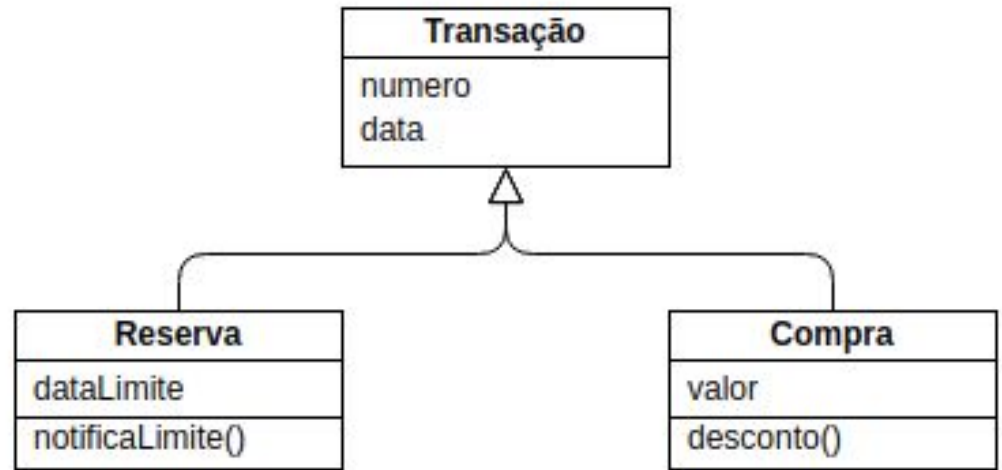 Transação
numero
data
Reserva
dataLimite
notificaLimite()
Compra
valor
desconto()